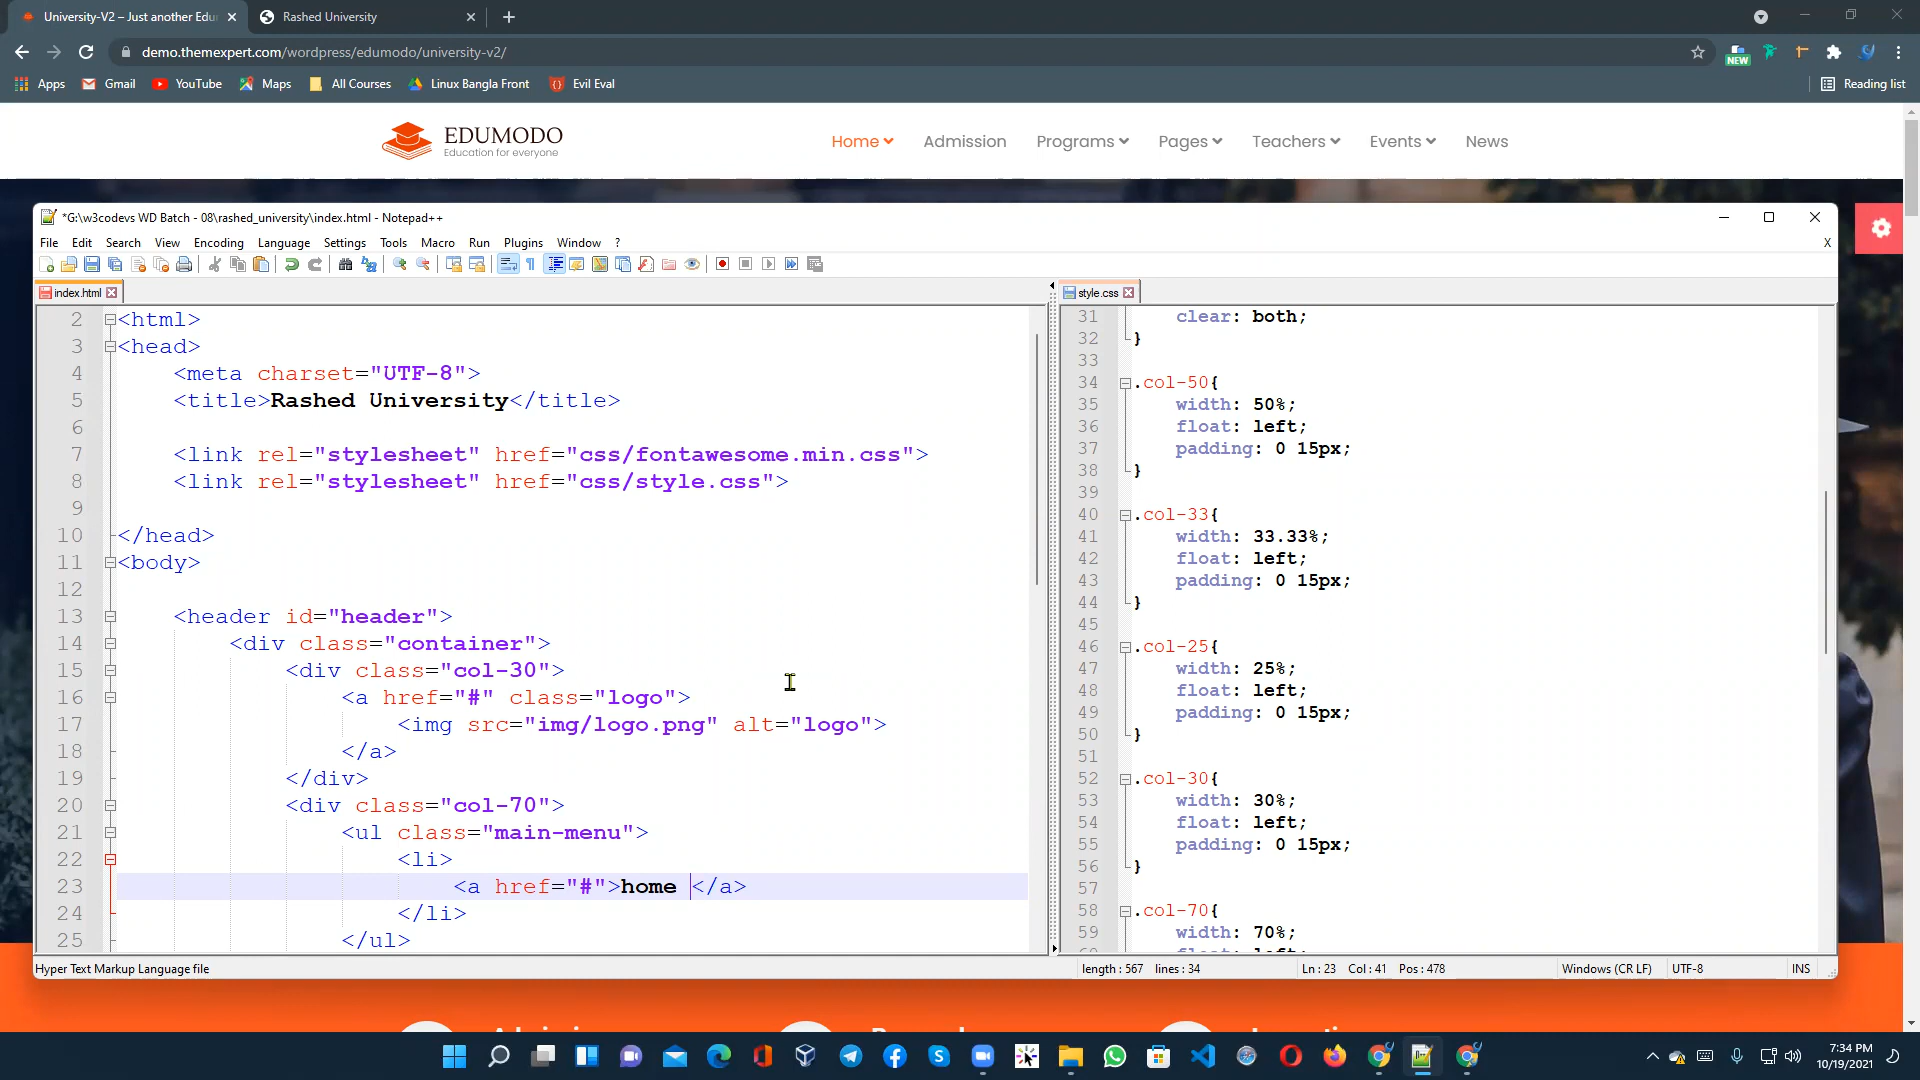 University-V2 – Just another Edu
Rashed University
demo.themexpert.com/wordpress/edumodo/university-v2/
NEW
Apps
Gmail
YouTube
Maps
All Courses
Linux Bangla Front
Evil Eval
Reading list
EDUMODO
Education for everyone
Home
Admission
Programs
Pages
Teachers
Events
News
*G:\w3codevs WD Batch - 08\rashed_university\index.html - Notepad++
File Edit Search View Encoding Language Settings Tools Macro Run Plugins Window ?
X
index.html
2 <html>
3 <head>
4 <meta charset="UTF-8">
5 <title>Rashed University</title>
6
7 <link rel="stylesheet" href="css/fontawesome.min.css">
8 <link rel="stylesheet" href="css/style.css">
9
10 </head>
11 <body>
12
13 <header id="header">
14 <div class="container">
15 <div class="col-30">
16 <a href="#" class="logo">
17 <img src="img/logo.png" alt="logo">
18 </a>
19 </div>
20 <div class="col-70">
21 <ul class="main-menu">
22 <li>
23 <a href="#">home </a>
24 </li>
25 </ul>
style.css
31 clear: both;
32 }
33
34 .col-50{
35 width: 50%;
36 float: left;
37 padding: 0 15px;
38 }
39
40 .col-33{
41 width: 33.33%;
42 float: left;
43 padding: 0 15px;
44 }
45
46 .col-25{
47 width: 25%;
48 float: left;
49 padding: 0 15px;
50 }
51
52 .col-30{
53 width: 30%;
54 float: left;
55 padding: 0 15px;
56 }
57
58 .col-70{
59 width: 70%;
60 float: left;
Hyper Text Markup Language file
length : 567 lines : 34
Ln : 23 Col : 41 Pos : 478
Windows (CR LF)
UTF-8
INS
7:34 PM
10/19/2021